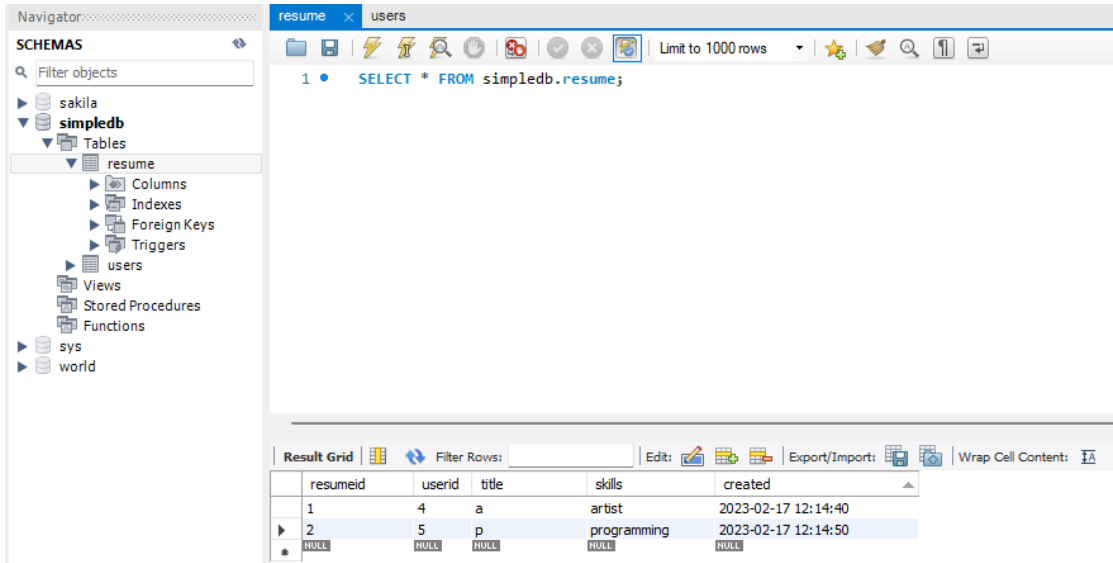 Navigator
SCHEMAS
Filter objects
sakila
simpledb
Tables
resume
Columns
Indexes
Foreign Keys
Triggers
users
Views
Stored Procedures
Functions
sys
world
resume × users
Limit to 1000 rows
1 SELECT * FROM simpledb.resume;
Result Grid Filter Rows: Edit: Export/Import: Wrap Cell Content:
resumeid userid title skills created
1 4 a artist 2023-02-17 12:14:40
2 5 p programming 2023-02-17 12:14:50
NULL NULL NULL NULL NULL